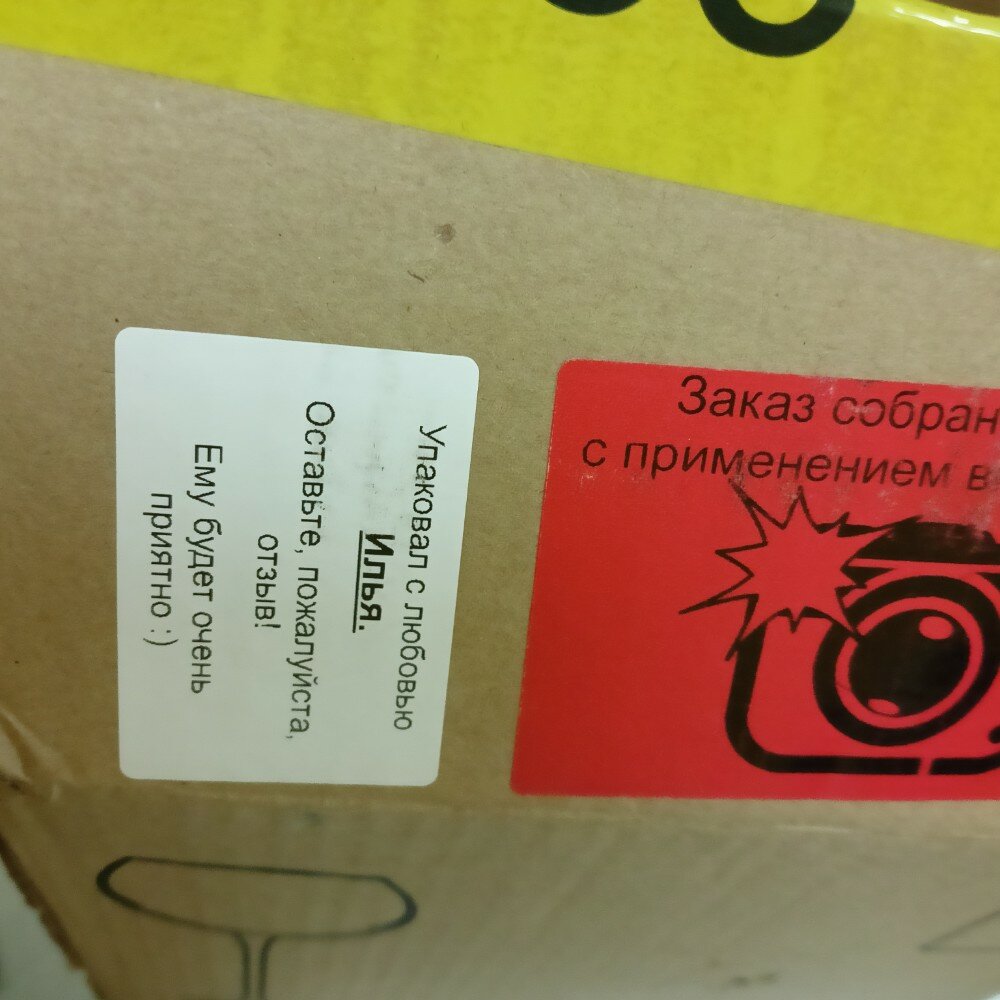 Упаковал с любовью
Илья.
Оставьте, пожалуйста,
отзыв!
Ему будет очень
приятно :)
Заказ собран
с применением